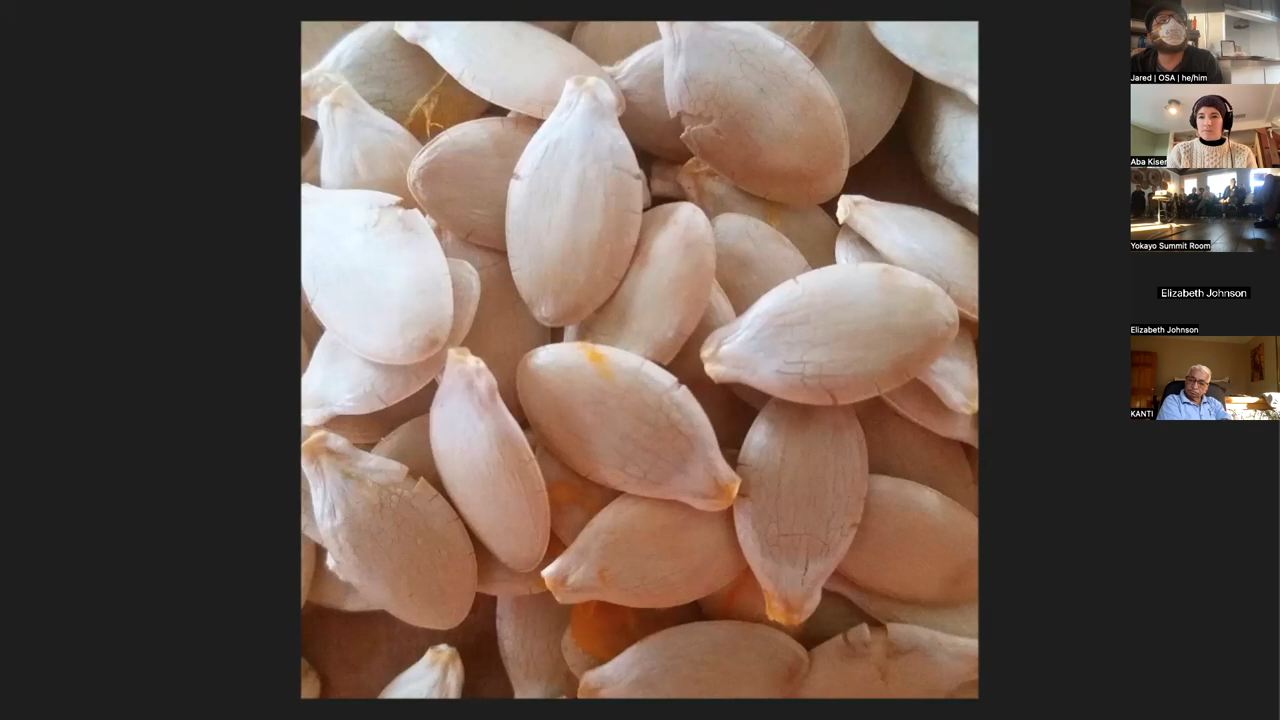 Jared | OSA | he/him
Aba Kiser
Yokayo Summit Room
Elizabeth Johnson
Elizabeth Johnson
KANTI